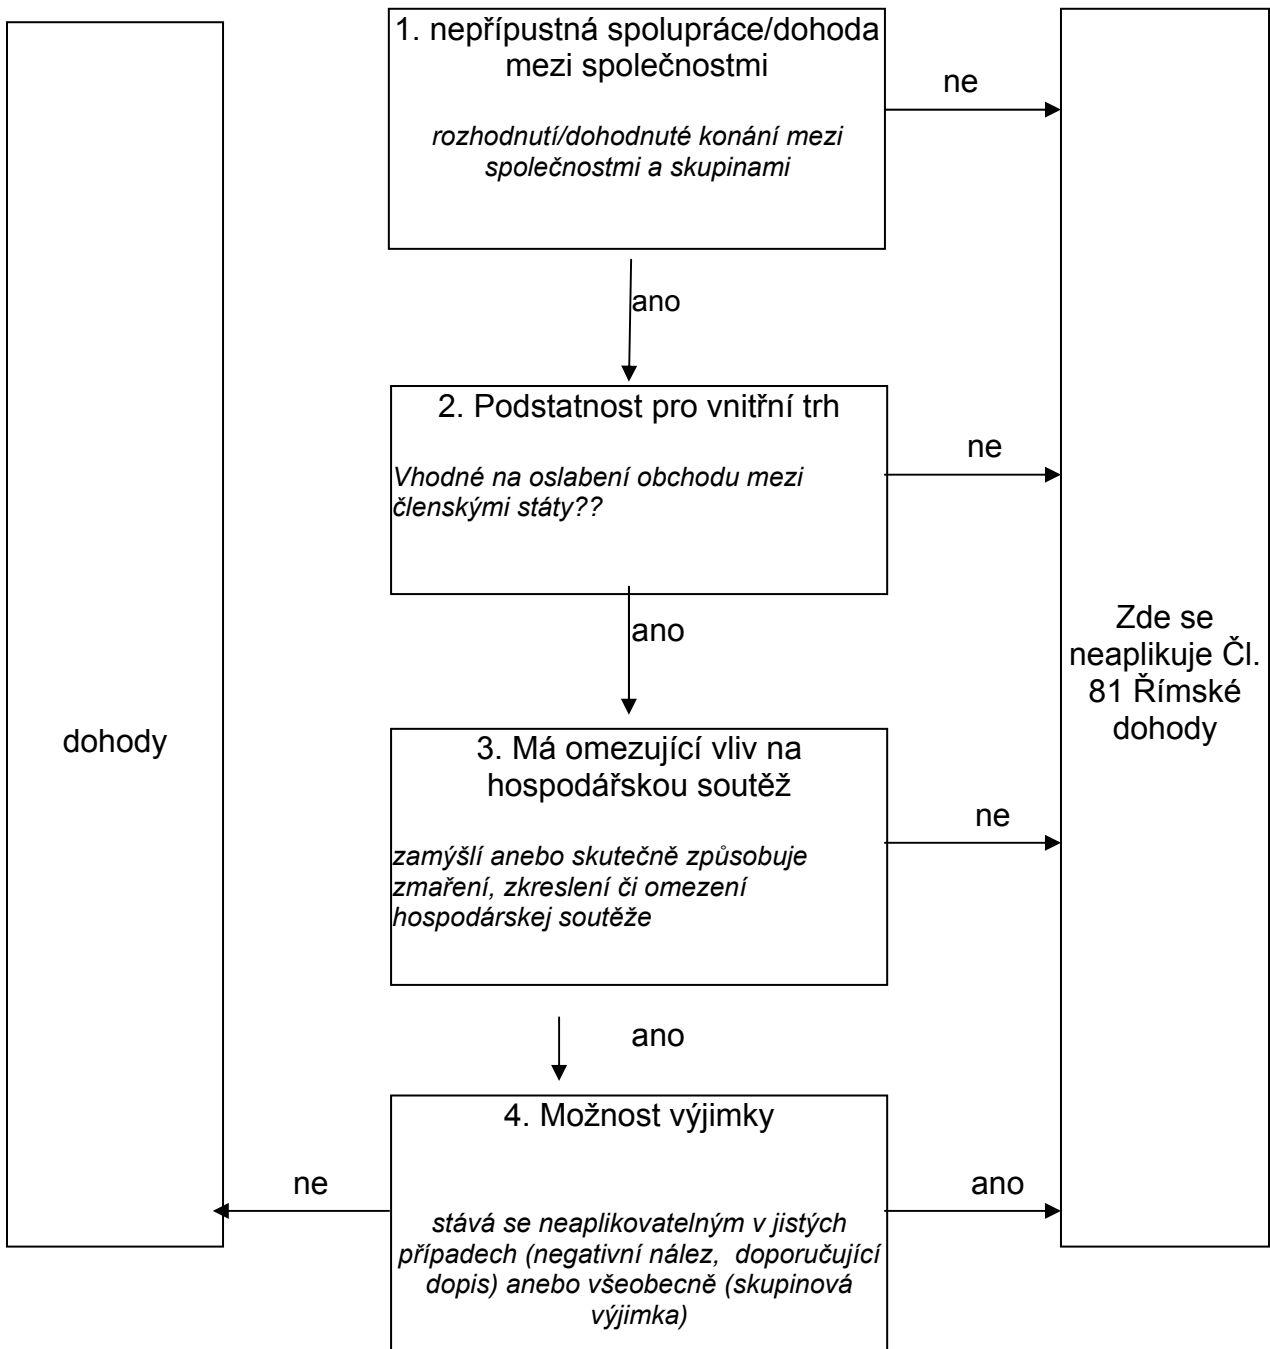 1. nepřípustná spolupráce/dohoda
mezi společnostmi
rozhodnutí/dohodnuté konání mezi
společnostmi a skupinami
ne
ano
2. Podstatnost pro vnitřní trh
Vhodné na oslabení obchodu mezi
členskými státy??
ne
ano
3. Má omezující vliv na
hospodářskou soutěž
zamýšlí anebo skutečně způsobuje
zmaření, zkreslení či omezení
hospodárskej soutěže
ne
ano
4. Možnost výjimky
stává se neaplikovatelným v jistých
případech (negativní nález, doporučující
dopis) anebo všeobecně (skupinová
výjimka)
ne
ano
dohody
Zde se
neaplikuje Čl.
81 Římské
dohody